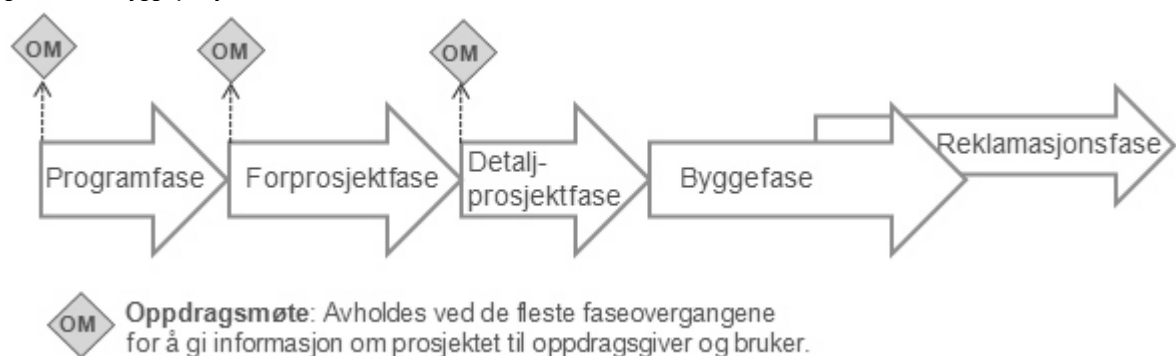 OM
OM
OM
Programfase
Forprosjektfase
Detalj-
prosjektfase
Byggefase
Reklamasjonsfase
OM
Oppdragsmøte: Avholdes ved de fleste faseovergangene
for å gi informasjon om prosjektet til oppdragsgiver og bruker.